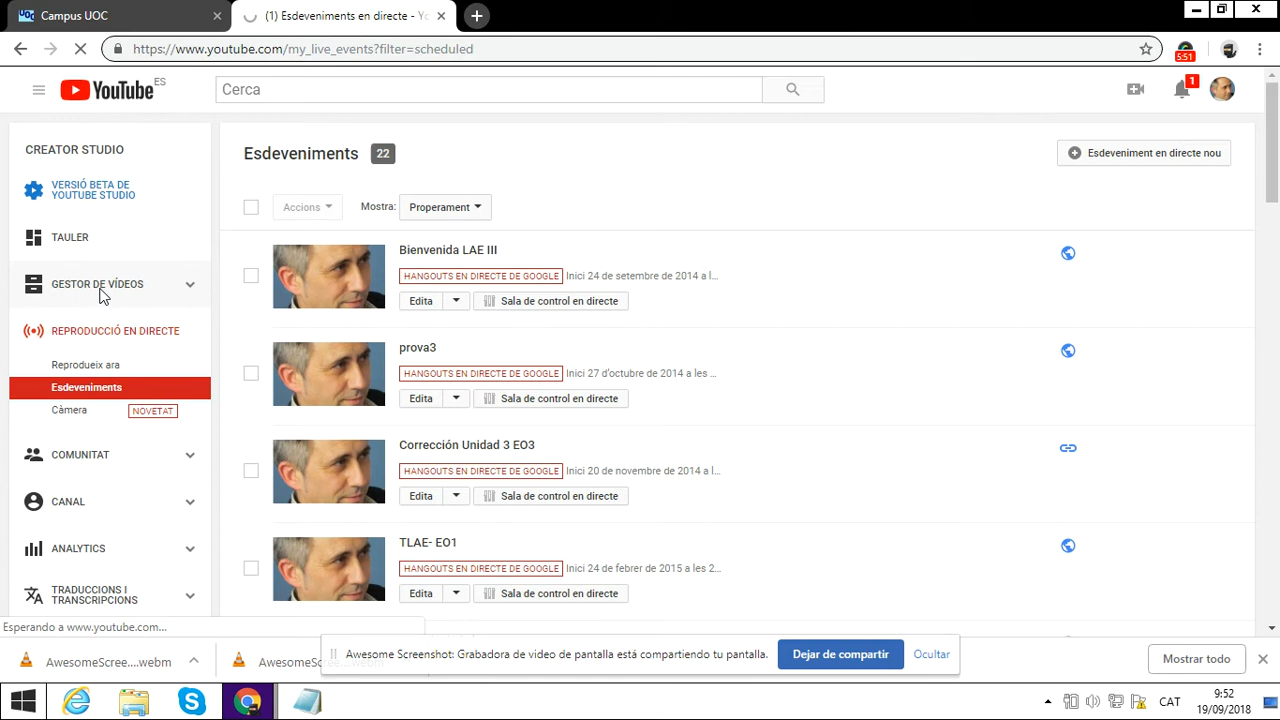 Campus UOC
(1) Esdeveniments en directe - Yo
https://www.youtube.com/my_live_events?filter=scheduled
5:51
YouTube ES
Cerca
1
CREATOR STUDIO
VERSIÓ BETA DE
YOUTUBE STUDIO
TAULER
GESTOR DE VÍDEOS
REPRODUCCIÓ EN DIRECTE
Reprodueix ara
Esdeveniments
Càmera NOVETAT
COMUNITAT
CANAL
ANALYTICS
TRADUCCIONS I
TRANSCRIPCIONS
Esdeveniments 22
Esdeveniment en directe nou
Accions Mostra: Properament
Bienvenida LAE III
HANGOUTS EN DIRECTE DE GOOGLE Inici 24 de setembre de 2014 a l...
Edita Sala de control en directe
prova3
HANGOUTS EN DIRECTE DE GOOGLE Inici 27 d'octubre de 2014 a les ...
Edita Sala de control en directe
Corrección Unidad 3 EO3
HANGOUTS EN DIRECTE DE GOOGLE Inici 20 de novembre de 2014 a l...
Edita Sala de control en directe
TLAE- EO1
HANGOUTS EN DIRECTE DE GOOGLE Inici 24 de febrer de 2015 a les 2...
Edita Sala de control en directe
Esperando a www.youtube.com...
AwesomeScree....webm
AwesomeScree....webm
Awesome Screenshot: Grabadora de video de pantalla está compartiendo tu pantalla.
Dejar de compartir
Ocultar
Mostrar todo
CAT
9:52
19/09/2018